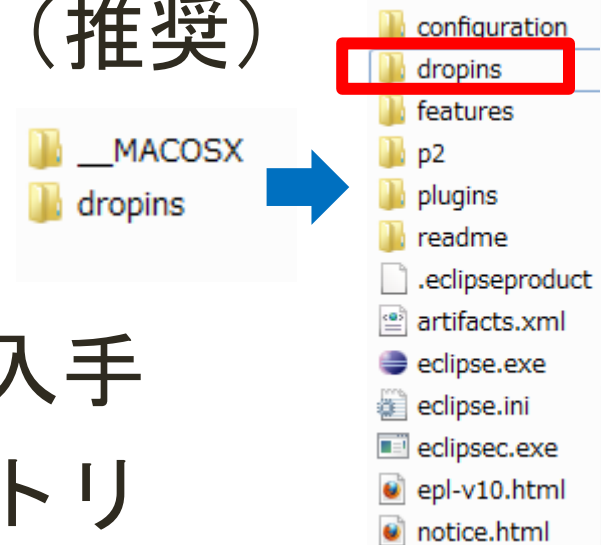 （推奨）
__MACOSX
dropins
入手
トリ
configuration
dropins
features
p2
plugins
readme
.eclipseproduct
artifacts.xml
eclipse.exe
eclipse.ini
eclipsec.exe
epl-v10.html
notice.html